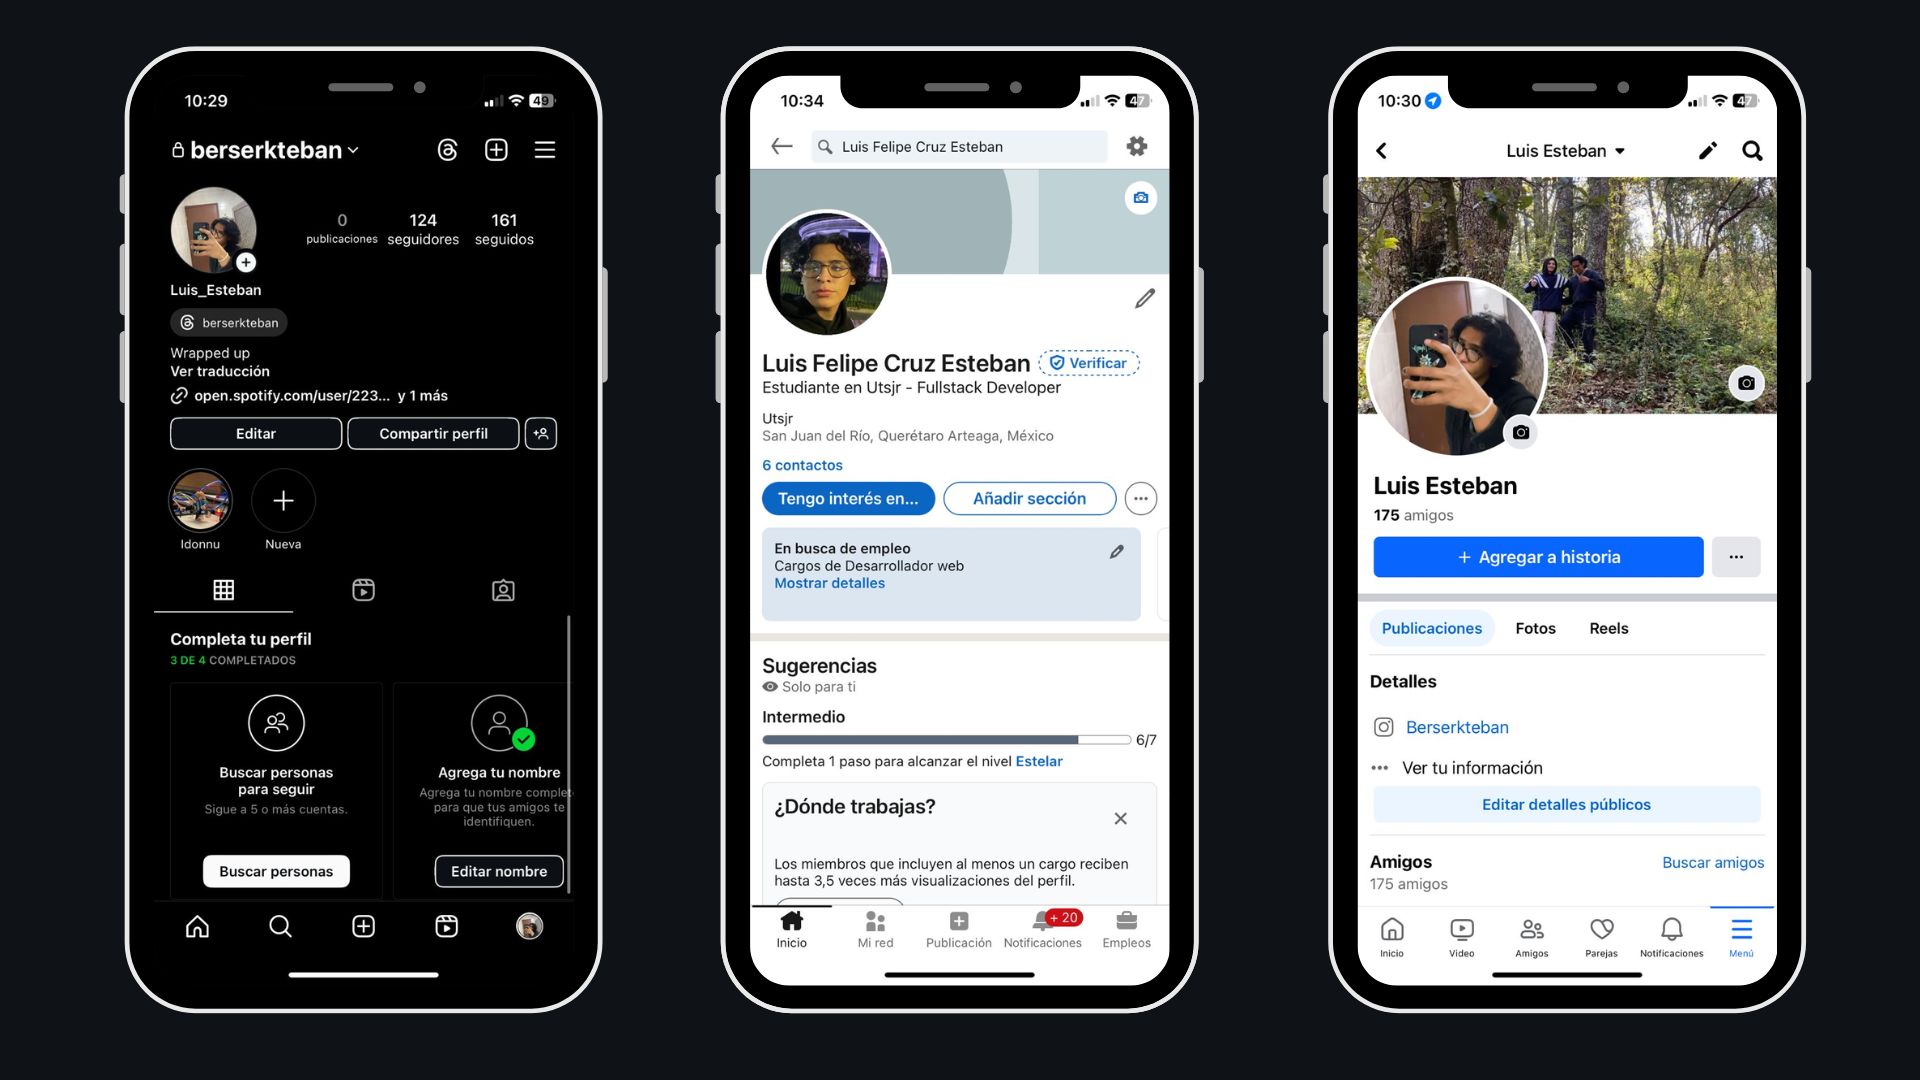 10:29
49
berserkteban
0
124
161
publicaciones
seguidores
seguidos
Luis_Esteban
berserkteban
Wrapped up
Ver traducción
open.spotify.com/user/223... y 1 más
Editar
Compartir perfil
Idonnu
Nueva
Completa tu perfil
3 DE 4 COMPLETADOS
Buscar personas
para seguir
Sigue a 5 o más cuentas.
Buscar personas
Agrega tu nombre
Agrega tu nombre complet
para que tus amigos te
identifiquen.
Editar nombre
10:34
47
Luis Felipe Cruz Esteban
Luis Felipe Cruz Esteban
Verificar
Estudiante en Utsjr - Fullstack Developer
Utsjr
San Juan del Río, Querétaro Arteaga, México
6 contactos
Tengo interés en...
Añadir sección
En busca de empleo
Cargos de Desarrollador web
Mostrar detalles
Sugerencias
Solo para ti
Intermedio
6/7
Completa 1 paso para alcanzar el nivel Estelar
¿Dónde trabajas?
Los miembros que incluyen al menos un cargo reciben
hasta 3,5 veces más visualizaciones del perfil.
+ 20
Inicio
Mi red
Publicación
Notificaciones
Empleos
10:30
47
Luis Esteban
Luis Esteban
175 amigos
+ Agregar a historia
Publicaciones
Fotos
Reels
Detalles
Berserkteban
Ver tu información
Editar detalles públicos
Amigos
Buscar amigos
175 amigos
Inicio
Video
Amigos
Parejas
Notificaciones
Menú